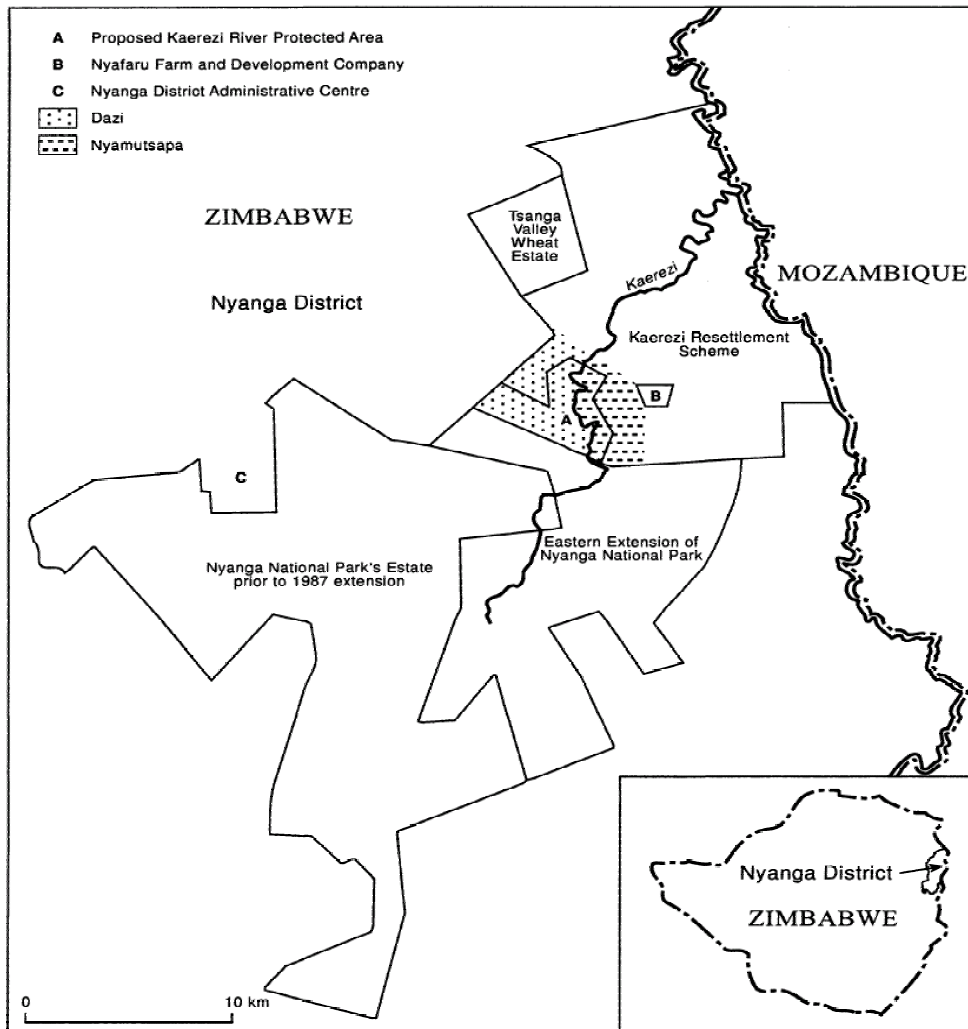 A Proposed Kaerezi River Protected Area
B Nyafaru Farm and Development Company
C Nyanga District Administrative Centre
Dazi
Nyamutsapa
ZIMBABWE
Tsanga
Valley
Wheat
Estate
Kaerezi
MOZAMBIQUE
Nyanga District
Kaerezi Resettlement
Scheme
B
A
C
Eastern Extension of
Nyanga National Park
Nyanga National Park's Estate
prior to 1987 extension
Nyanga District
ZIMBABWE
0 10 km